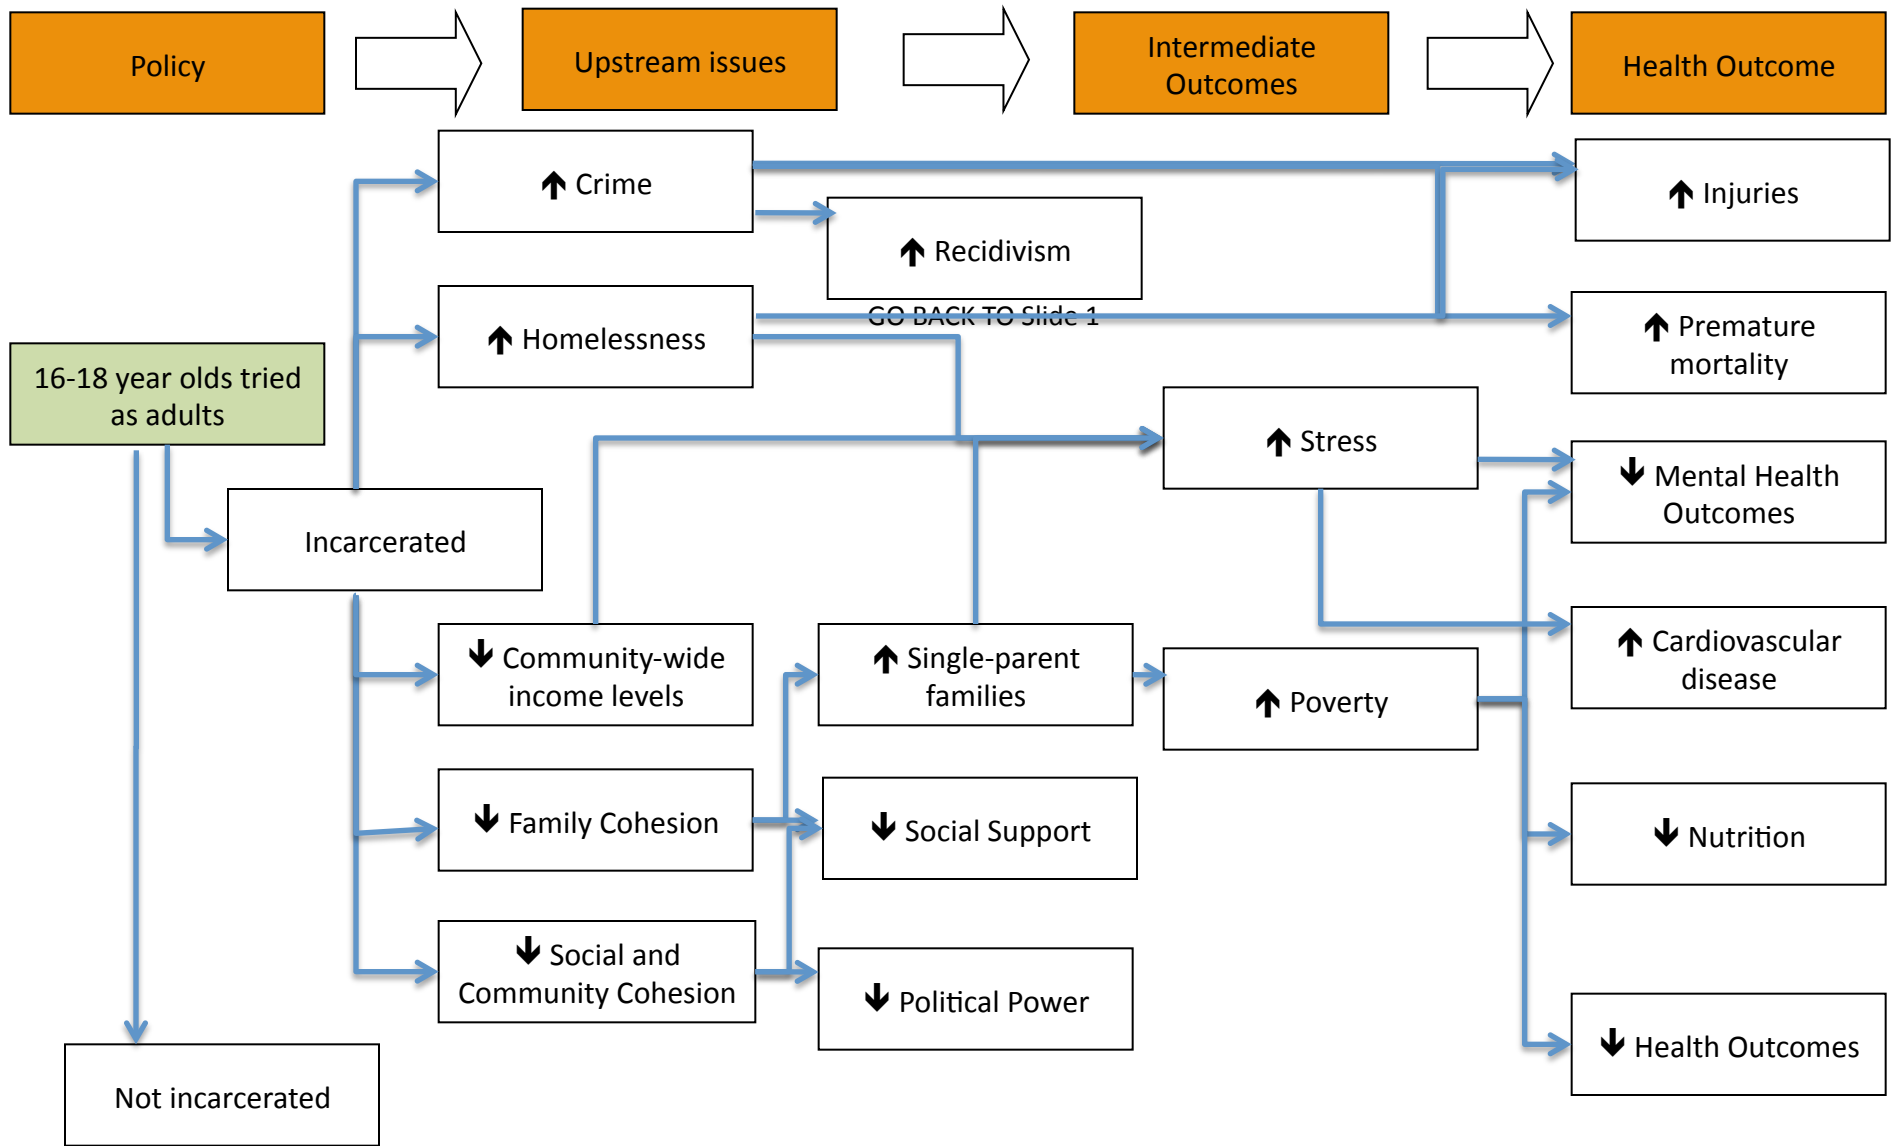 Policy
Upstream issues
Intermediate
Outcomes
Health Outcome
↑ Crime
↑ Injuries
↑ Recidivism
GO BACK TO Slide 1
↑ Homelessness
↑ Premature
mortality
16-18 year olds tried
as adults
↑ Stress
↓ Mental Health
Outcomes
Incarcerated
↓ Community-wide
income levels
↑ Single-parent
families
↑ Poverty
↑ Cardiovascular
disease
↓ Family Cohesion
↓ Social Support
↓ Nutrition
↓ Social and
Community Cohesion
↓ Political Power
↓ Health Outcomes
Not incarcerated